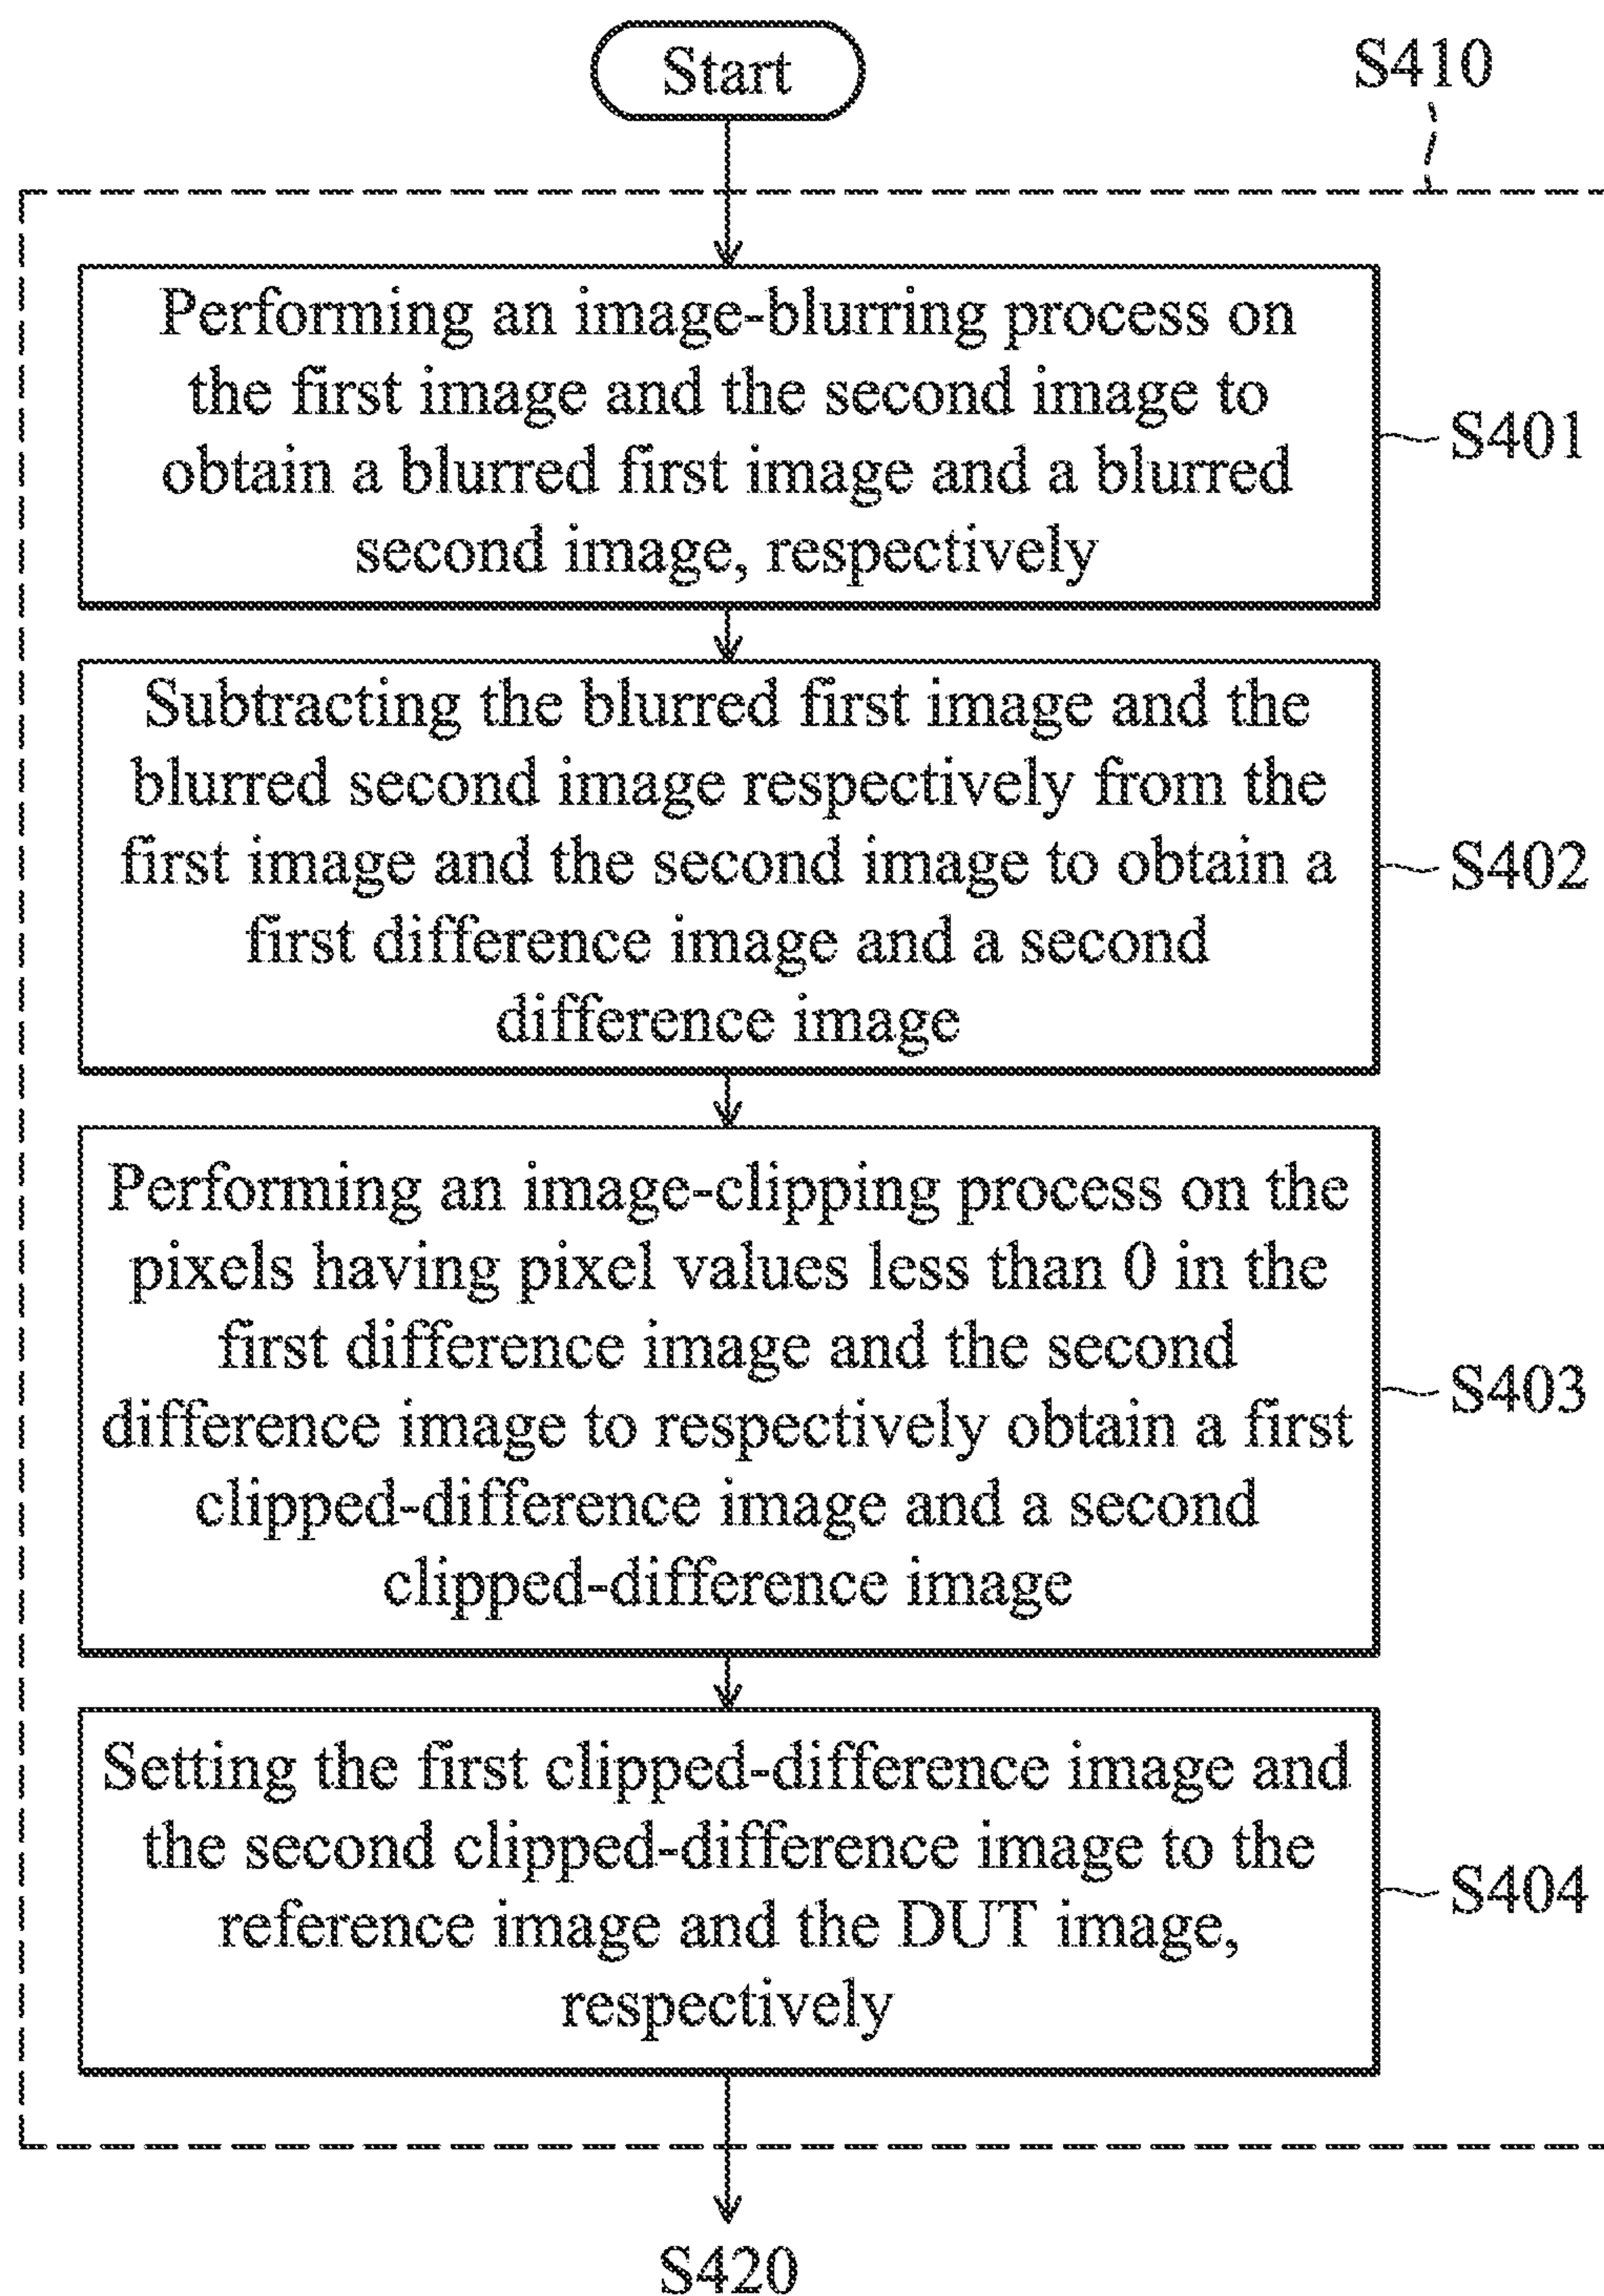 Start
S410
Performing an image-blurring process on
the first image and the second image to
obtain a blurred first image and a blurred
second image, respectively
S401
Subtracting the blurred first image and the
blurred second image respectively from the
first image and the second image to obtain a
first difference image and a second
difference image
S402
Performing an image-clipping process on the
pixels having pixel values less than 0 in the
first difference image and the second
difference image to respectively obtain a first
clipped-difference image and a second
clipped-difference image
S403
Setting the first clipped-difference image and
the second clipped-difference image to the
reference image and the DUT image,
respectively
S404
S420